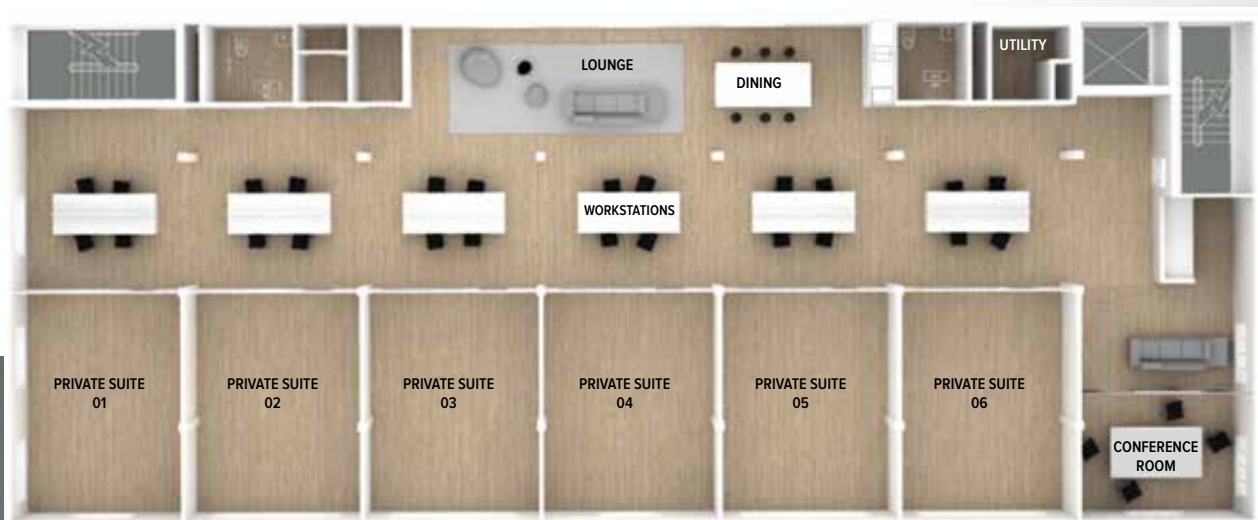 UTILITY
LOUNGE
DINING
WORKSTATIONS
PRIVATE SUITE
01
PRIVATE SUITE
02
PRIVATE SUITE
03
PRIVATE SUITE
04
PRIVATE SUITE
05
PRIVATE SUITE
06
CONFERENCE
ROOM